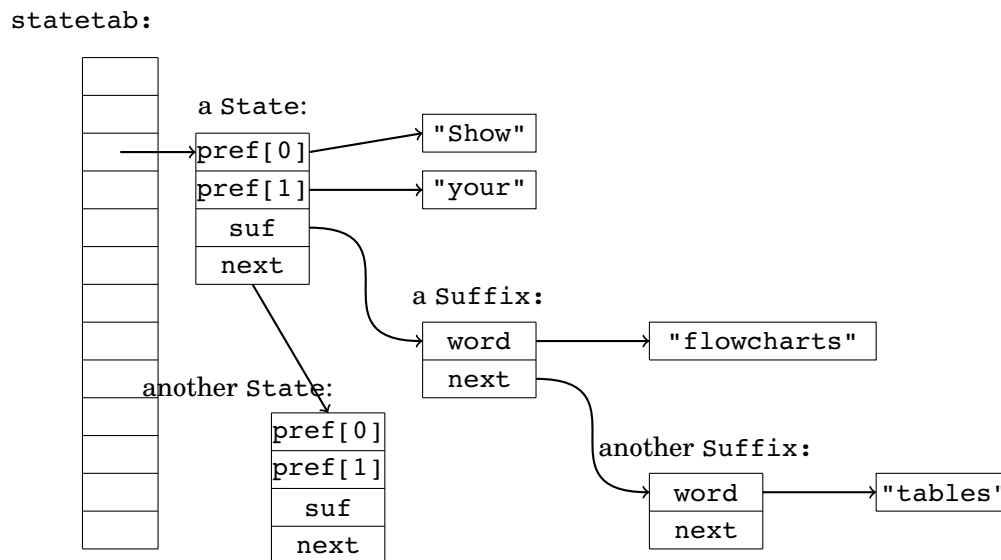 statetab:
a State:
pref[0]
"Show"
pref[1]
"your"
suf
next
a Suffix:
word
"flowcharts"
next
another State:
pref[0]
pref[1]
suf
next
another Suffix:
word
"tables"
next